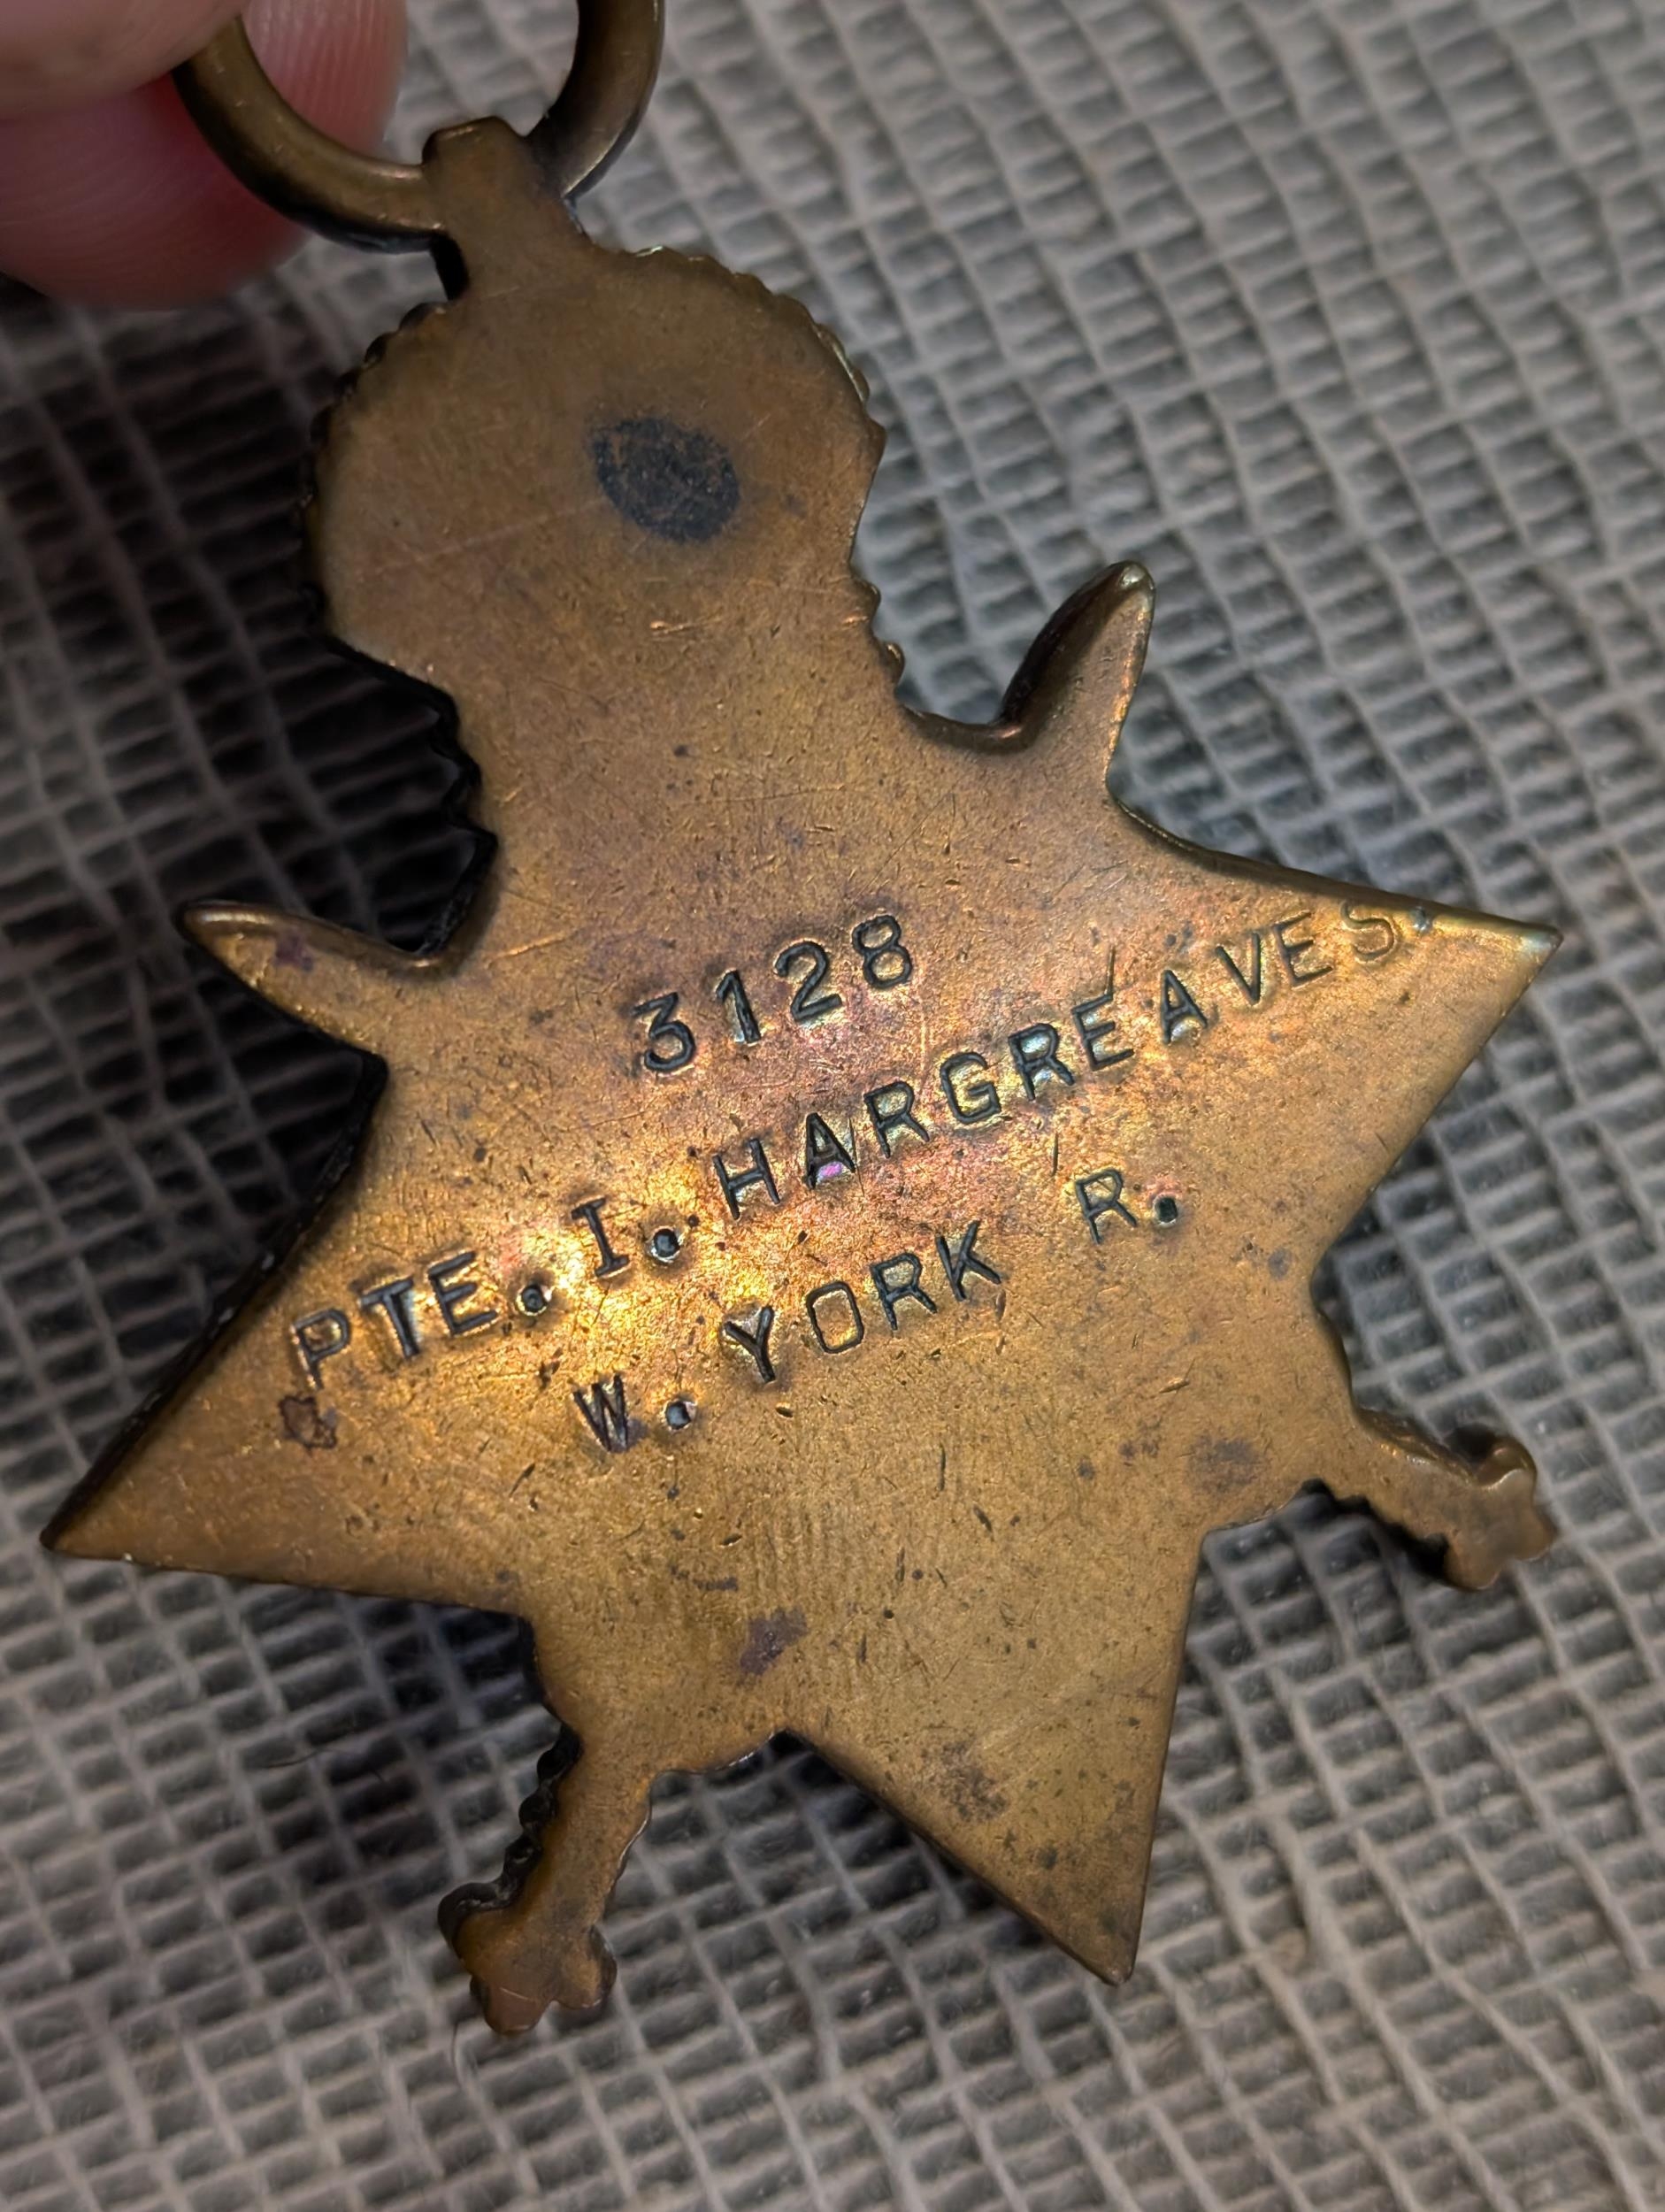 3128
PTE. I. HARGREAVES.
W. YORK R.